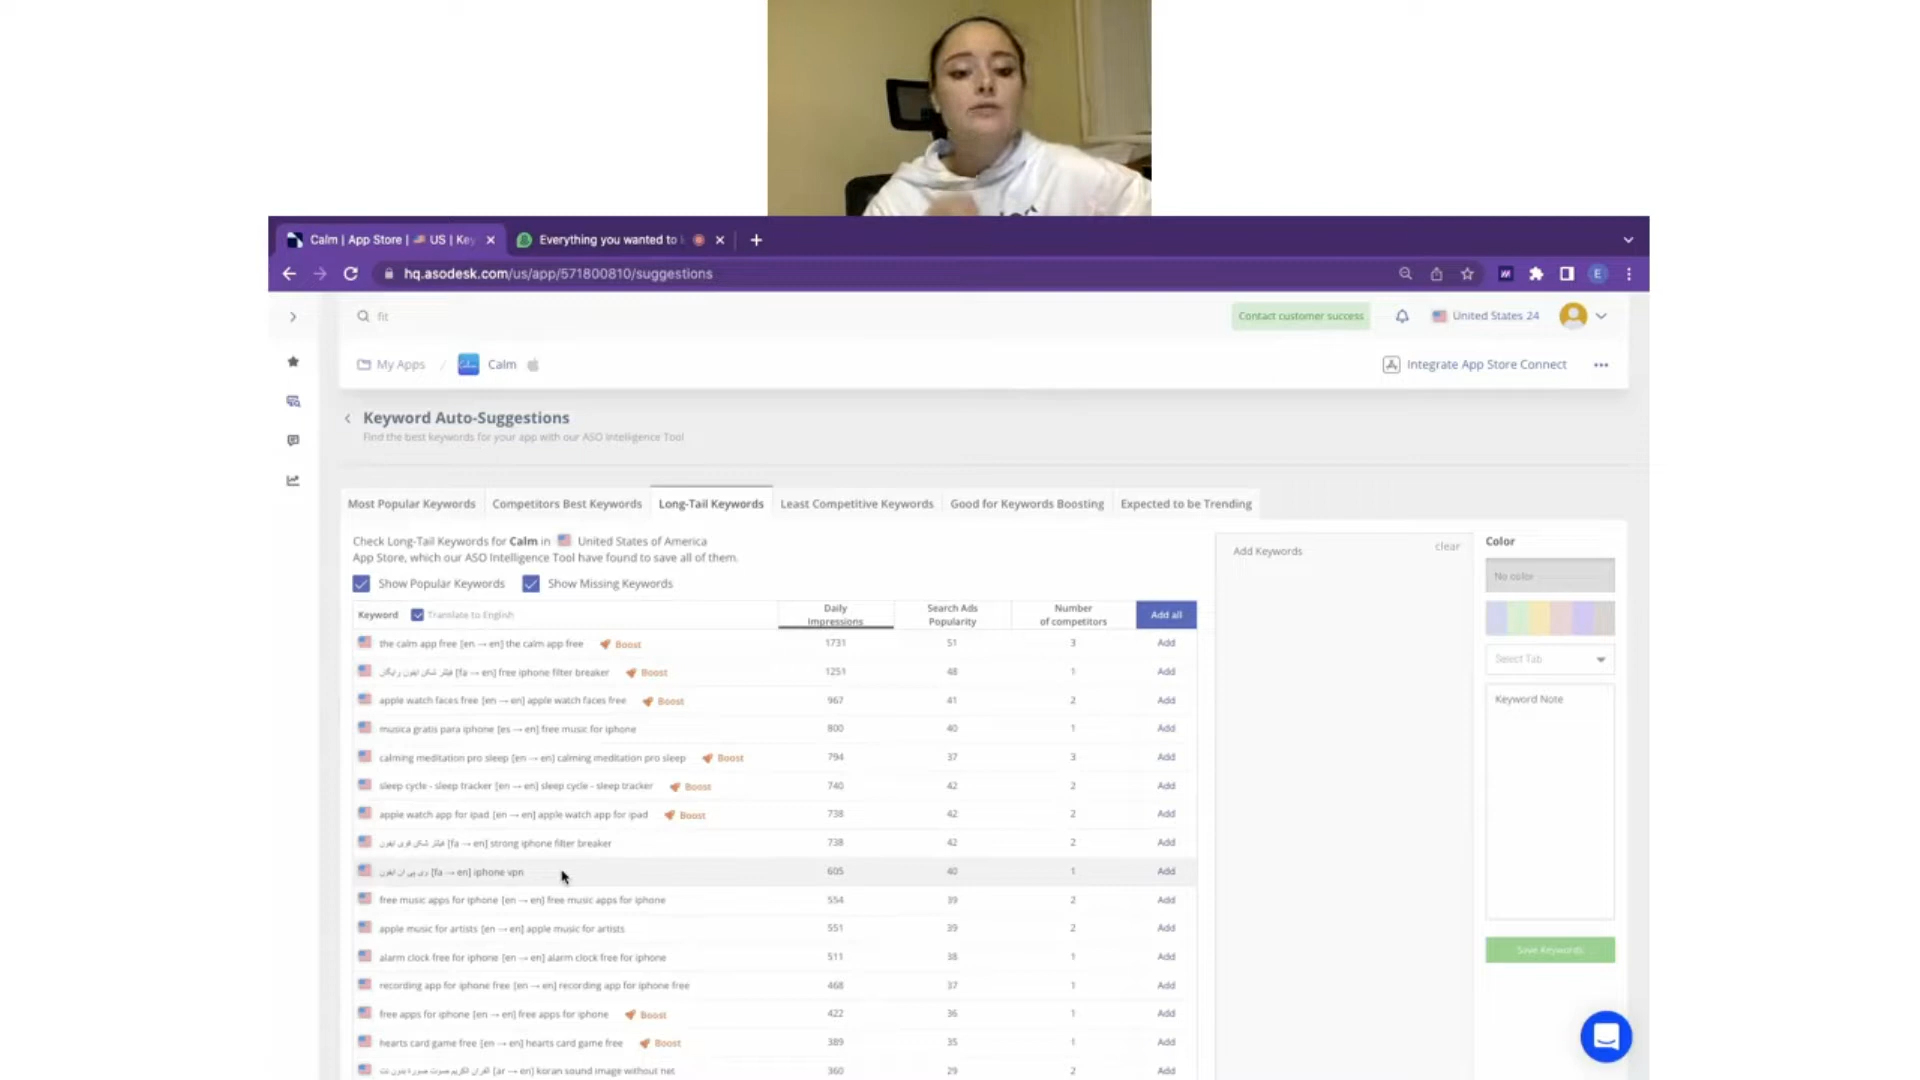 Calm | App Store | US | Key
Everything you wanted to
hq.asodesk.com/us/app/571800810/suggestions
E
fit
Contact customer success
United States 24
My Apps / Calm
Integrate App Store Connect
Keyword Auto-Suggestions
Find the best keywords for your app with our ASO Intelligence Tool
Most Popular Keywords Competitors Best Keywords Long-Tail Keywords Least Competitive Keywords Good for Keywords Boosting Expected to be Trending
Check Long-Tail Keywords for Calm in United States of America
App Store, which our ASO Intelligence Tool have found to save all of them.
Show Popular Keywords Show Missing Keywords
Keyword Translate to English Daily Impressions Search Ads Popularity Number of competitors Add all
the calm app free [en → en] the calm app free Boost 1731 51 3 Add
فیلتر شکن ایفون رایگان [fa → en] free iphone filter breaker Boost 1251 48 1 Add
apple watch faces free [en → en] apple watch faces free Boost 967 41 2 Add
musica gratis para iphone [es → en] free music for iphone 800 40 1 Add
calming meditation pro sleep [en → en] calming meditation pro sleep Boost 794 37 3 Add
sleep cycle - sleep tracker [en → en] sleep cycle - sleep tracker Boost 740 42 2 Add
apple watch app for ipad [en → en] apple watch app for ipad Boost 738 42 2 Add
فیلتر شکن قوی ایفون [fa → en] strong iphone filter breaker 738 42 2 Add
وی پی ان ایفون [fa → en] iphone vpn 605 40 1 Add
free music apps for iphone [en → en] free music apps for iphone 554 39 2 Add
apple music for artists [en → en] apple music for artists 551 39 2 Add
alarm clock free for iphone [en → en] alarm clock free for iphone 511 38 1 Add
recording app for iphone free [en → en] recording app for iphone free 468 37 1 Add
free apps for iphone [en → en] free apps for iphone Boost 422 36 1 Add
hearts card game free [en → en] hearts card game free Boost 389 35 1 Add
القران الكريم صوت صورة بدون نت [ar → en] koran sound image without net 360 29 2 Add
Add Keywords
clear
Color
No color
Select Tab
Keyword Note
Save Keywords